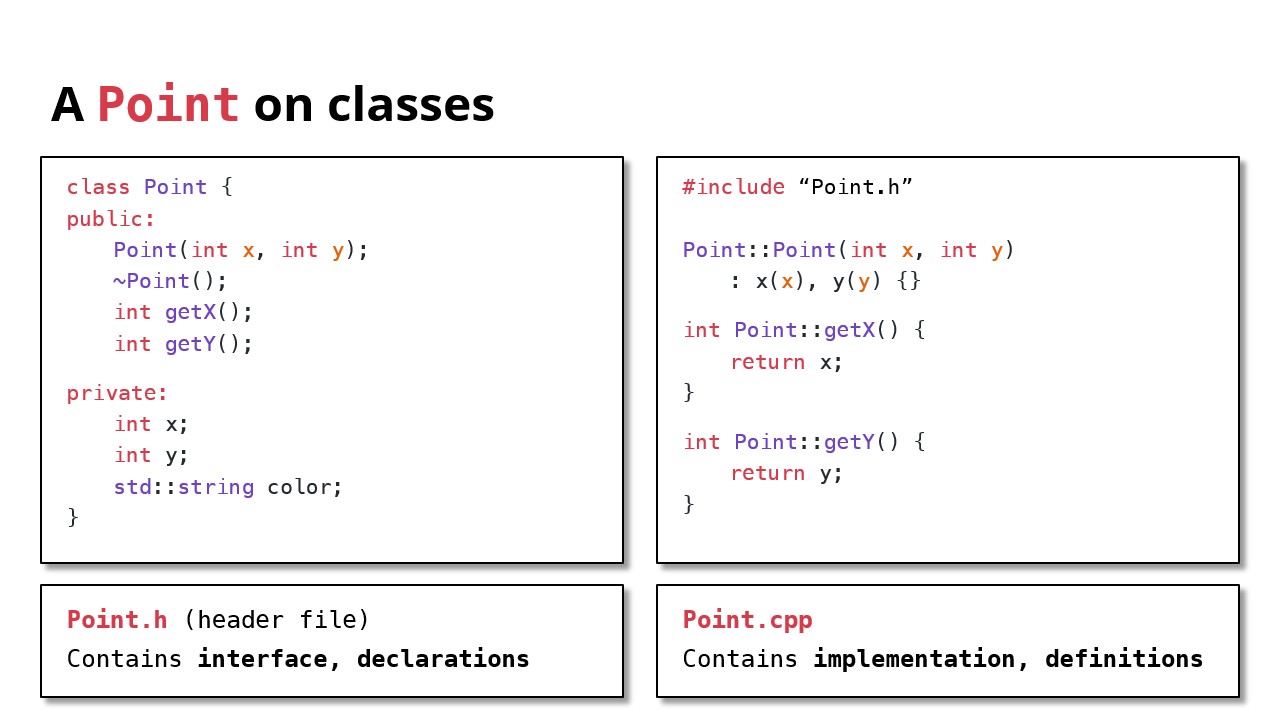 A Point on classes
class Point {
public:
Point(int x, int y);
~Point();
int getX();
int getY();
private:
int x;
int y;
std::string color;
}
#include “Point.h”
Point::Point(int x, int y)
: x(x), y(y) {}
int Point::getX() {
return x;
}
int Point::getY() {
return y;
}
Point.h (header file)
Contains interface, declarations
Point.cpp
Contains implementation, definitions